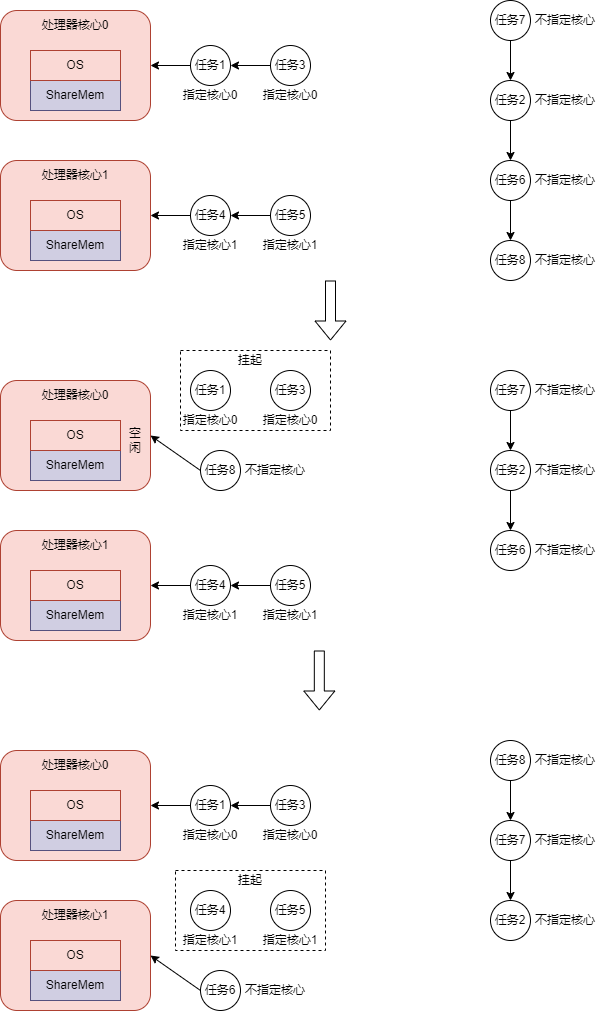 处理器核心0
OS
ShareMem
任务1
任务3
指定核心0
指定核心0
处理器核心1
OS
ShareMem
任务4
任务5
指定核心1
指定核心1
任务7
不指定核心
任务2
不指定核心
任务6
不指定核心
任务8
不指定核心
处理器核心0
OS
ShareMem
空
闲
挂起
任务1
任务3
指定核心0
指定核心0
任务8
不指定核心
处理器核心1
OS
ShareMem
任务4
任务5
指定核心1
指定核心1
任务7
不指定核心
任务2
不指定核心
任务6
不指定核心
处理器核心0
OS
ShareMem
任务1
任务3
指定核心0
指定核心0
处理器核心1
OS
ShareMem
挂起
任务4
任务5
指定核心1
指定核心1
任务6
不指定核心
任务8
不指定核心
任务7
不指定核心
任务2
不指定核心